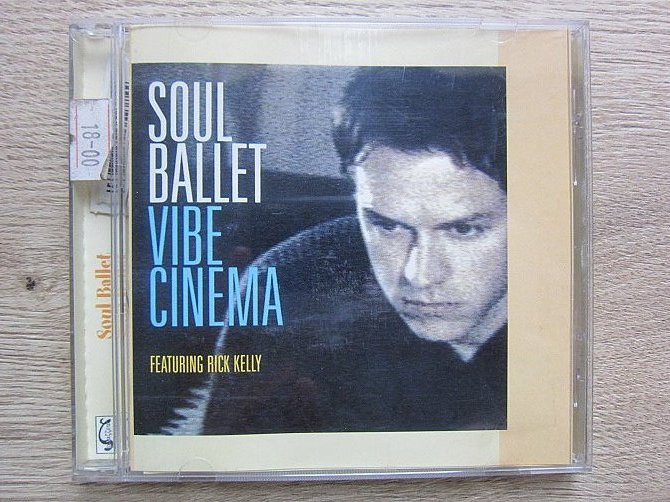 SOUL
BALLET
VIBE
CINEMA
FEATURING RICK KELLY
18-00
Soul Ballet